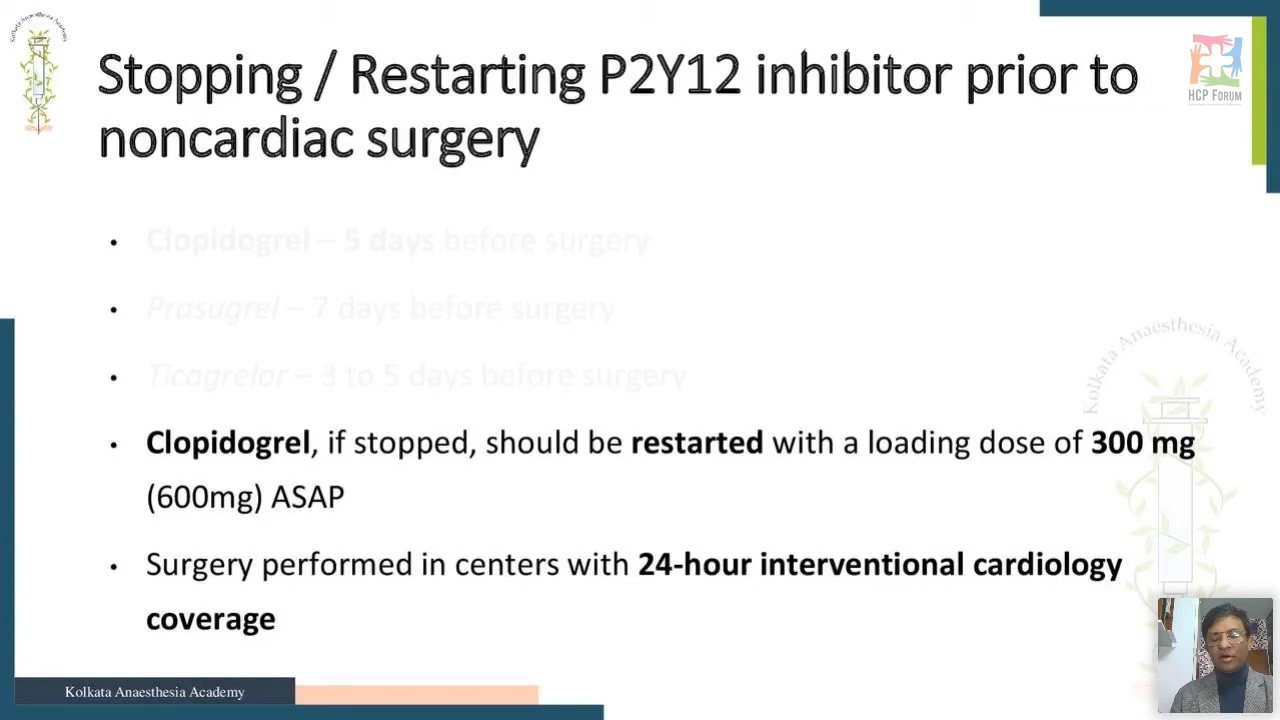 Kolkata Anaesthesia Academy
Stopping / Restarting P2Y12 inhibitor prior to
noncardiac surgery
HCP FORUM
• Clopidogrel – 5 days before surgery
• Prasugrel – 7 days before surgery
• Ticagrelor – 3 to 5 days before surgery
Kolkata Anaesthesia Academy
• Clopidogrel, if stopped, should be restarted with a loading dose of 300 mg
(600mg) ASAP
• Surgery performed in centers with 24-hour interventional cardiology
coverage
Kolkata Anaesthesia Academy